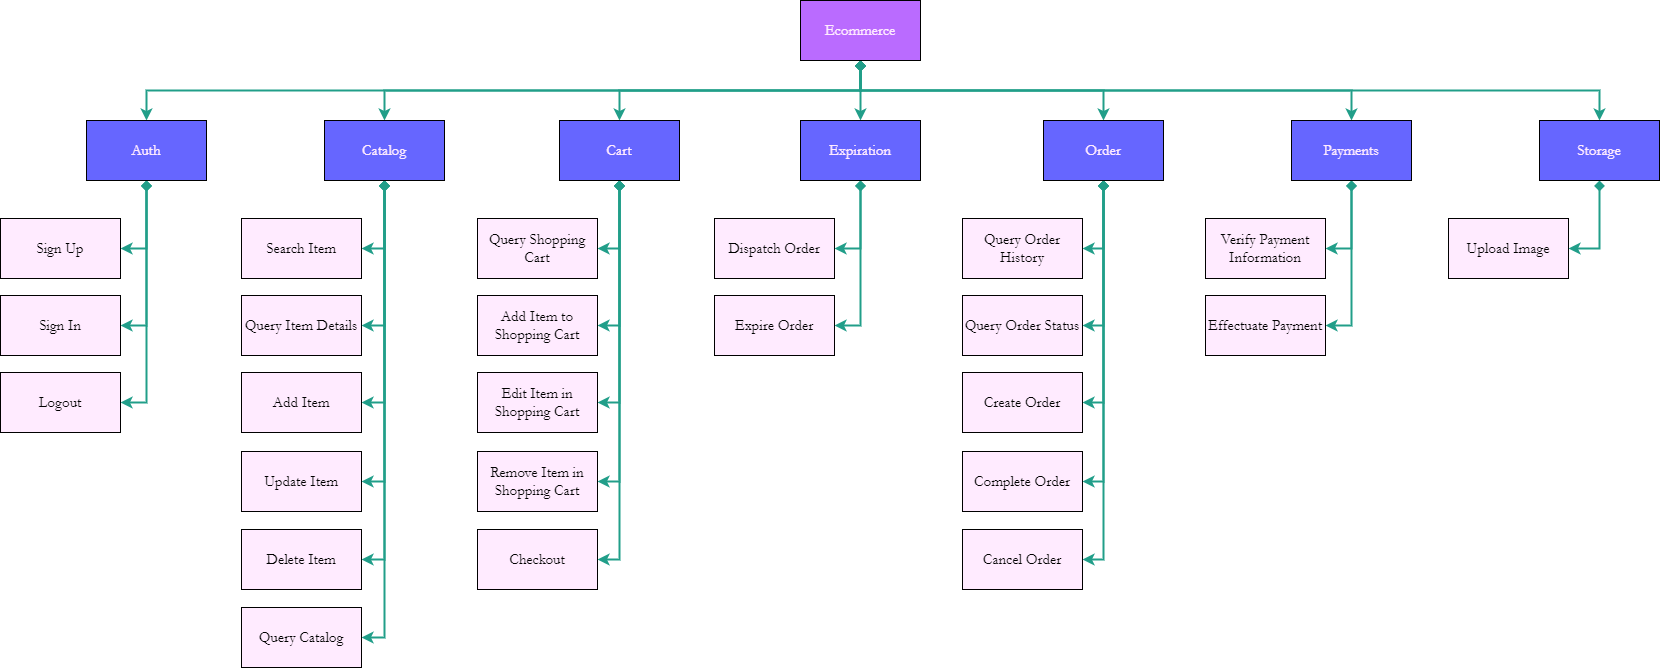 Ecommerce
Auth
Catalog
Cart
Expiration
Order
Payments
Storage
Sign Up
Sign In
Logout
Search Item
Query Item Details
Add Item
Update Item
Delete Item
Query Catalog
Query Shopping
Cart
Add Item to
Shopping Cart
Edit Item in
Shopping Cart
Remove Item in
Shopping Cart
Checkout
Dispatch Order
Expire Order
Query Order
History
Query Order Status
Create Order
Complete Order
Cancel Order
Verify Payment
Information
Effectuate Payment
Upload Image